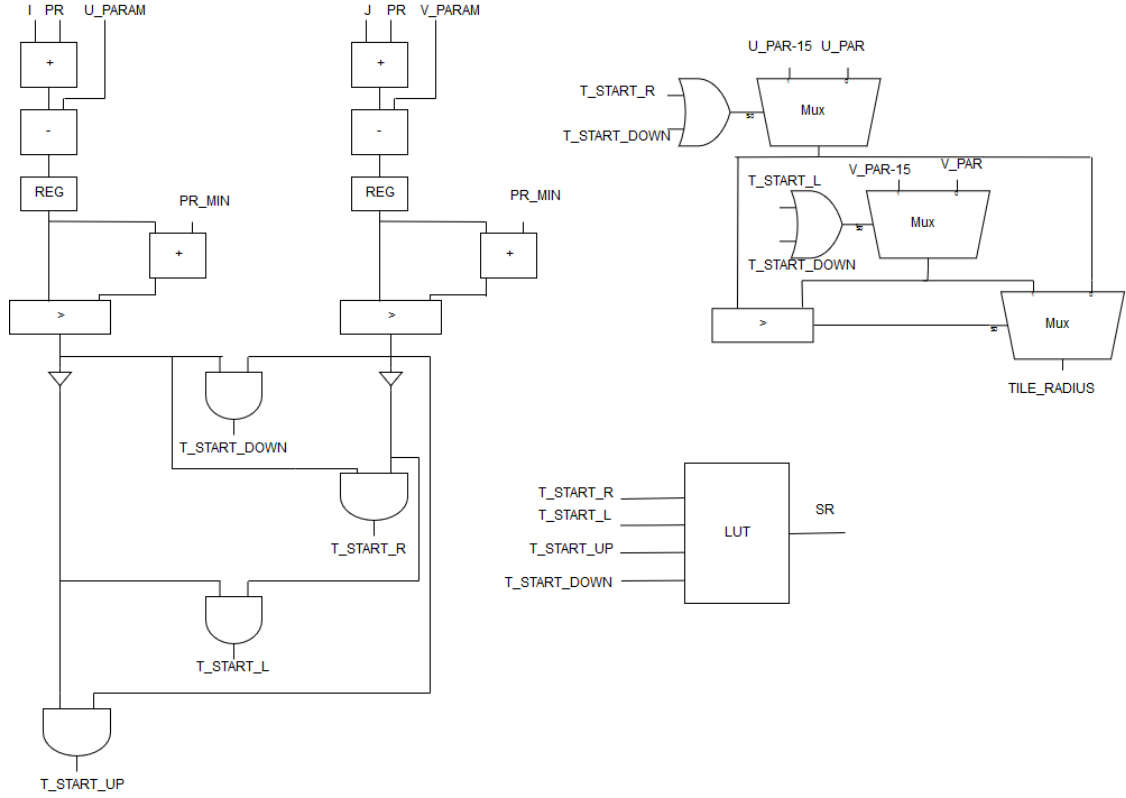 I PR U_PARAM
+
-
REG
PR_MIN
+
>
J PR V_PARAM
+
-
REG
PR_MIN
+
>
T_START_DOWN
T_START_R
T_START_L
T_START_UP
U_PAR-15 U_PAR
T_START_R
T_START_DOWN
Mux
V_PAR-15 V_PAR
T_START_L
T_START_DOWN
Mux
>
Mux
TILE_RADIUS
T_START_R
T_START_L
T_START_UP
T_START_DOWN
LUT
SR